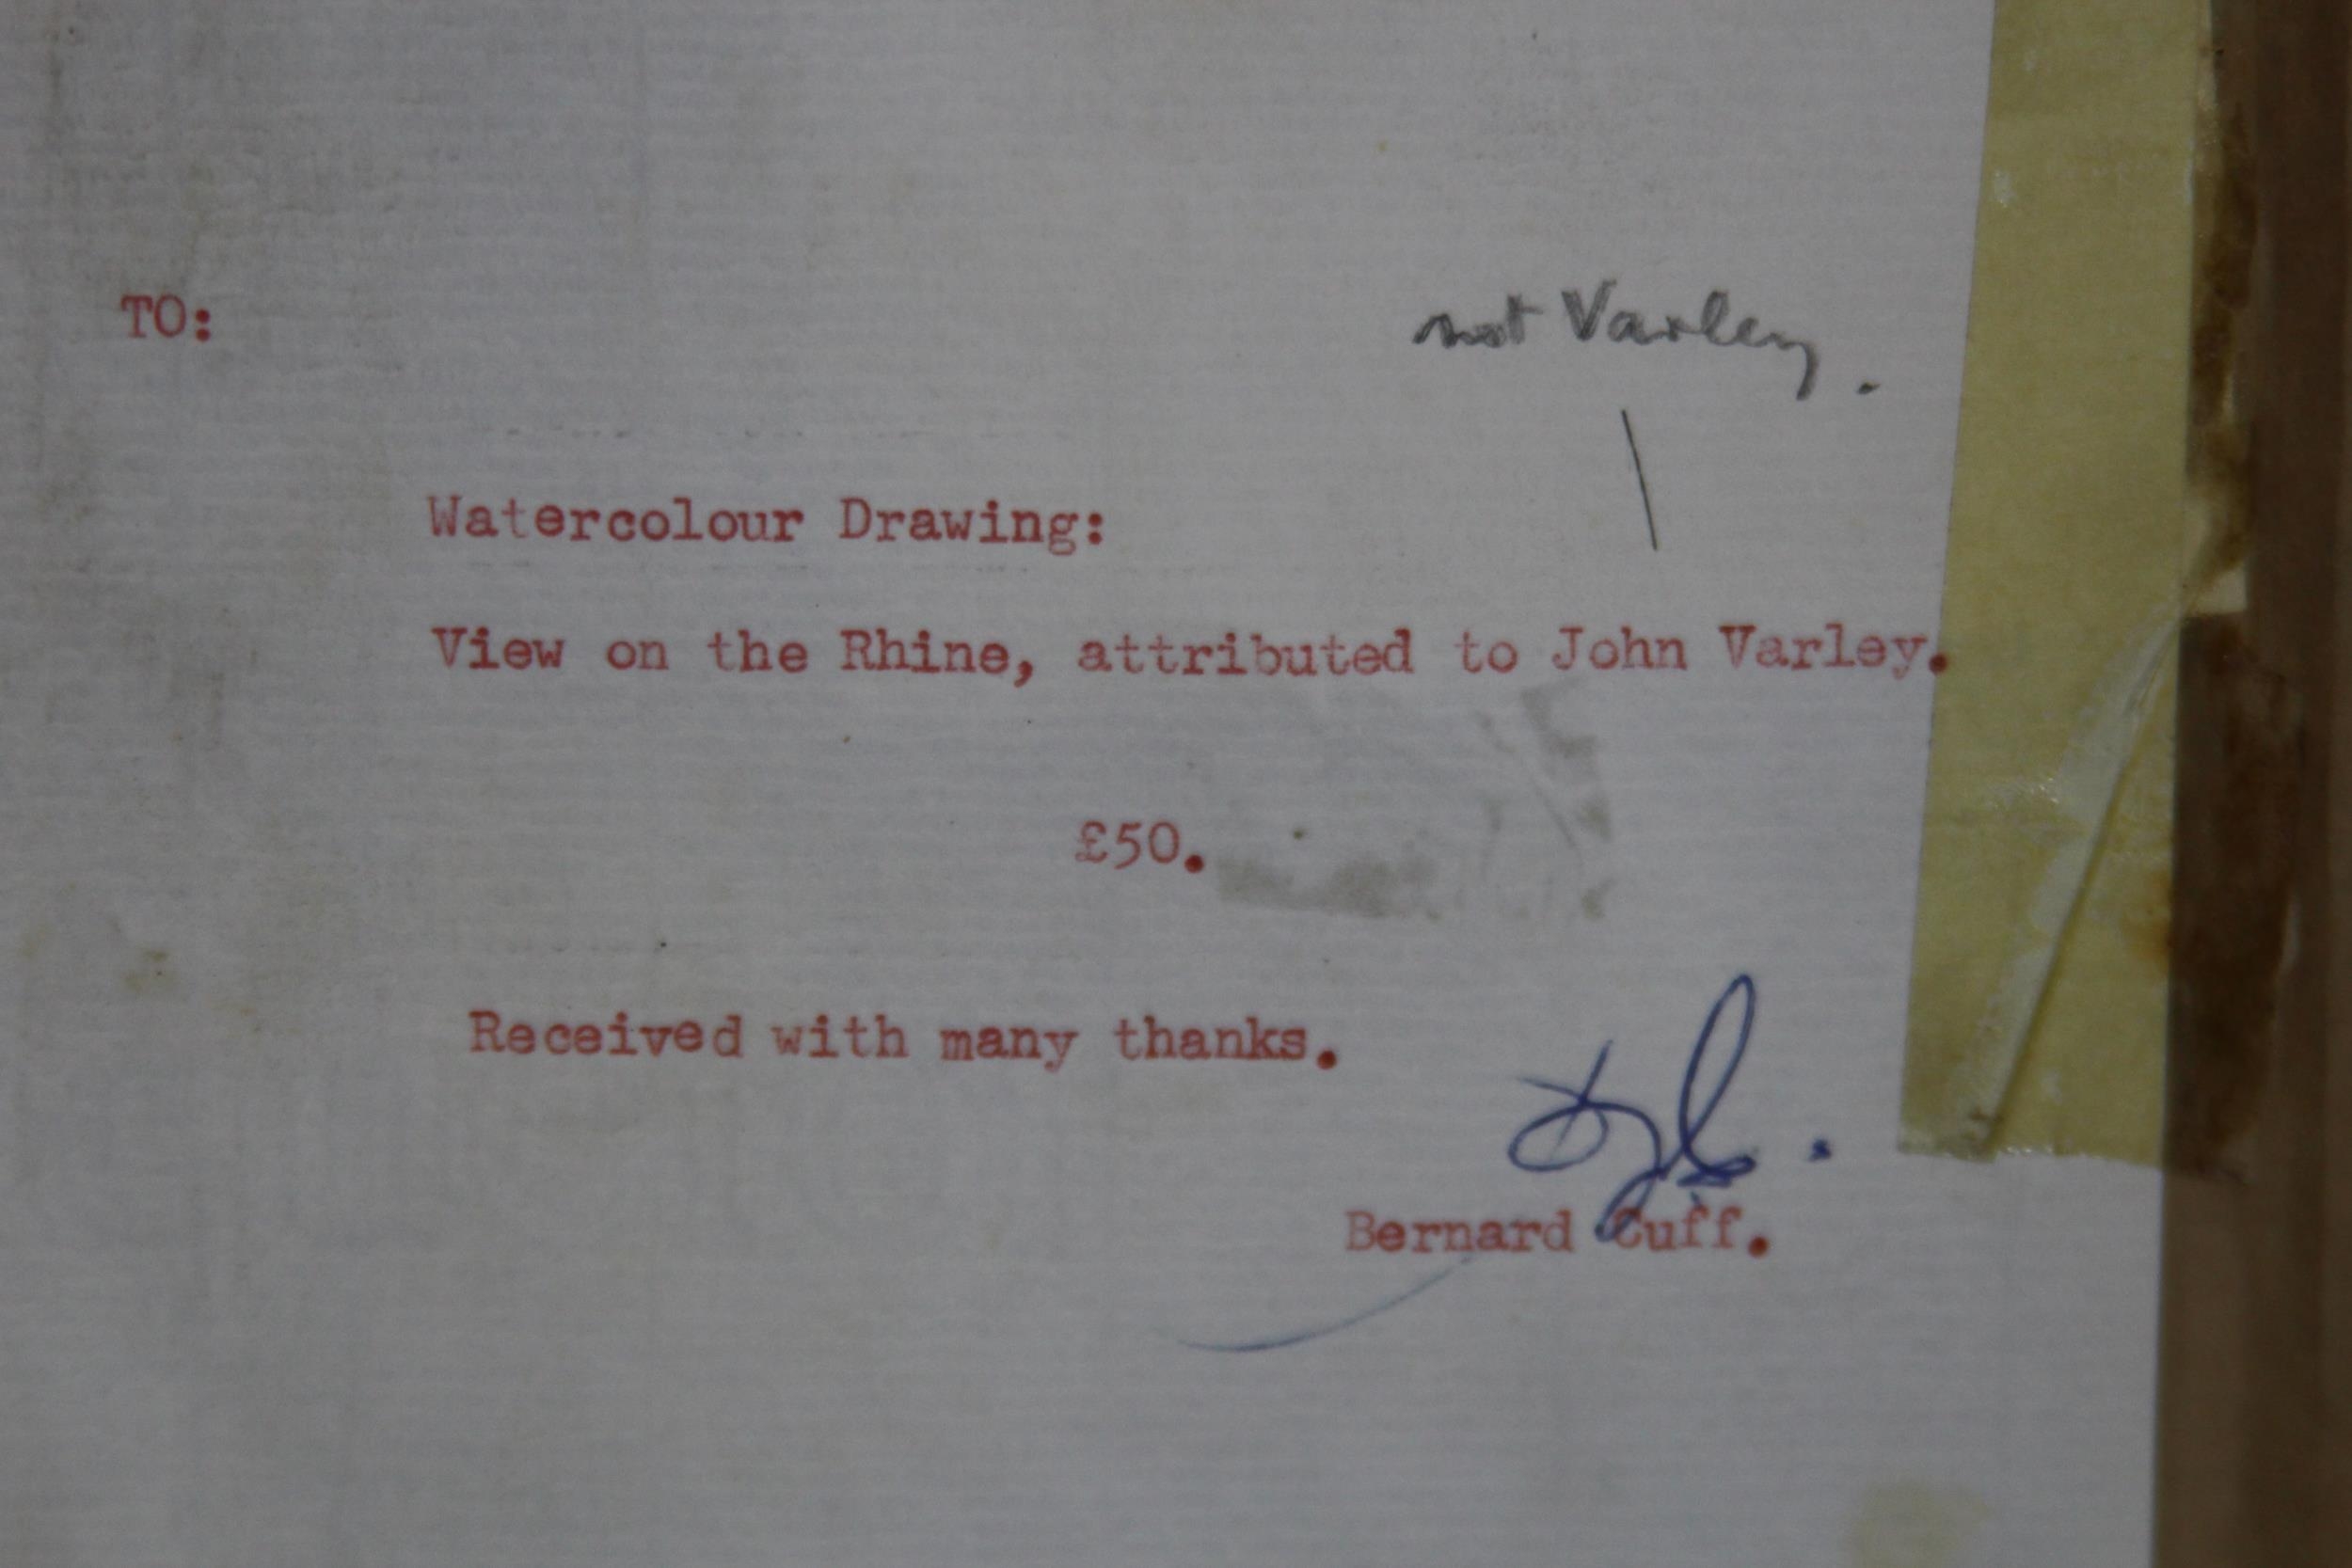 TO:
not Varley.
Watercolour Drawing:
View on the Rhine, attributed to John Varley.
£50.
Received with many thanks.
Bernard Cuff.